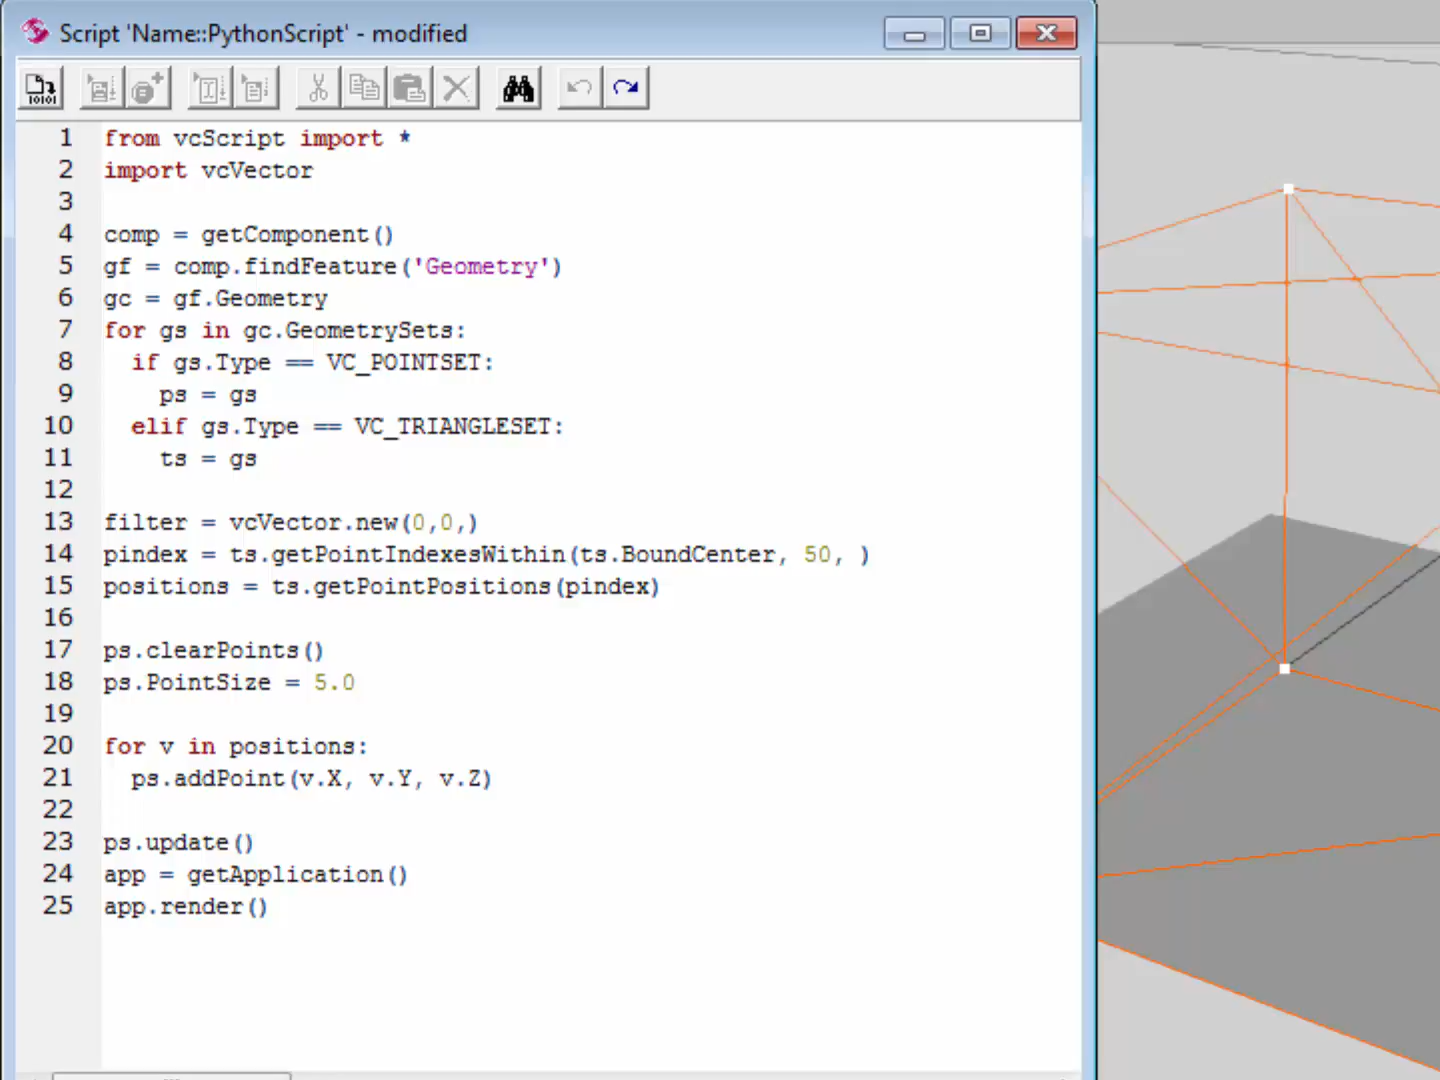 Script 'Name::PythonScript' - modified
1 from vcScript import *
2 import vcVector
3
4 comp = getComponent()
5 gf = comp.findFeature('Geometry')
6 gc = gf.Geometry
7 for gs in gc.GeometrySets:
8   if gs.Type == VC_POINTSET:
9     ps = gs
10   elif gs.Type == VC_TRIANGLESET:
11     ts = gs
12
13 filter = vcVector.new(0,0,)
14 pindex = ts.getPointIndexesWithin(ts.BoundCenter, 50, )
15 positions = ts.getPointPositions(pindex)
16
17 ps.clearPoints()
18 ps.PointSize = 5.0
19
20 for v in positions:
21   ps.addPoint(v.X, v.Y, v.Z)
22
23 ps.update()
24 app = getApplication()
25 app.render()